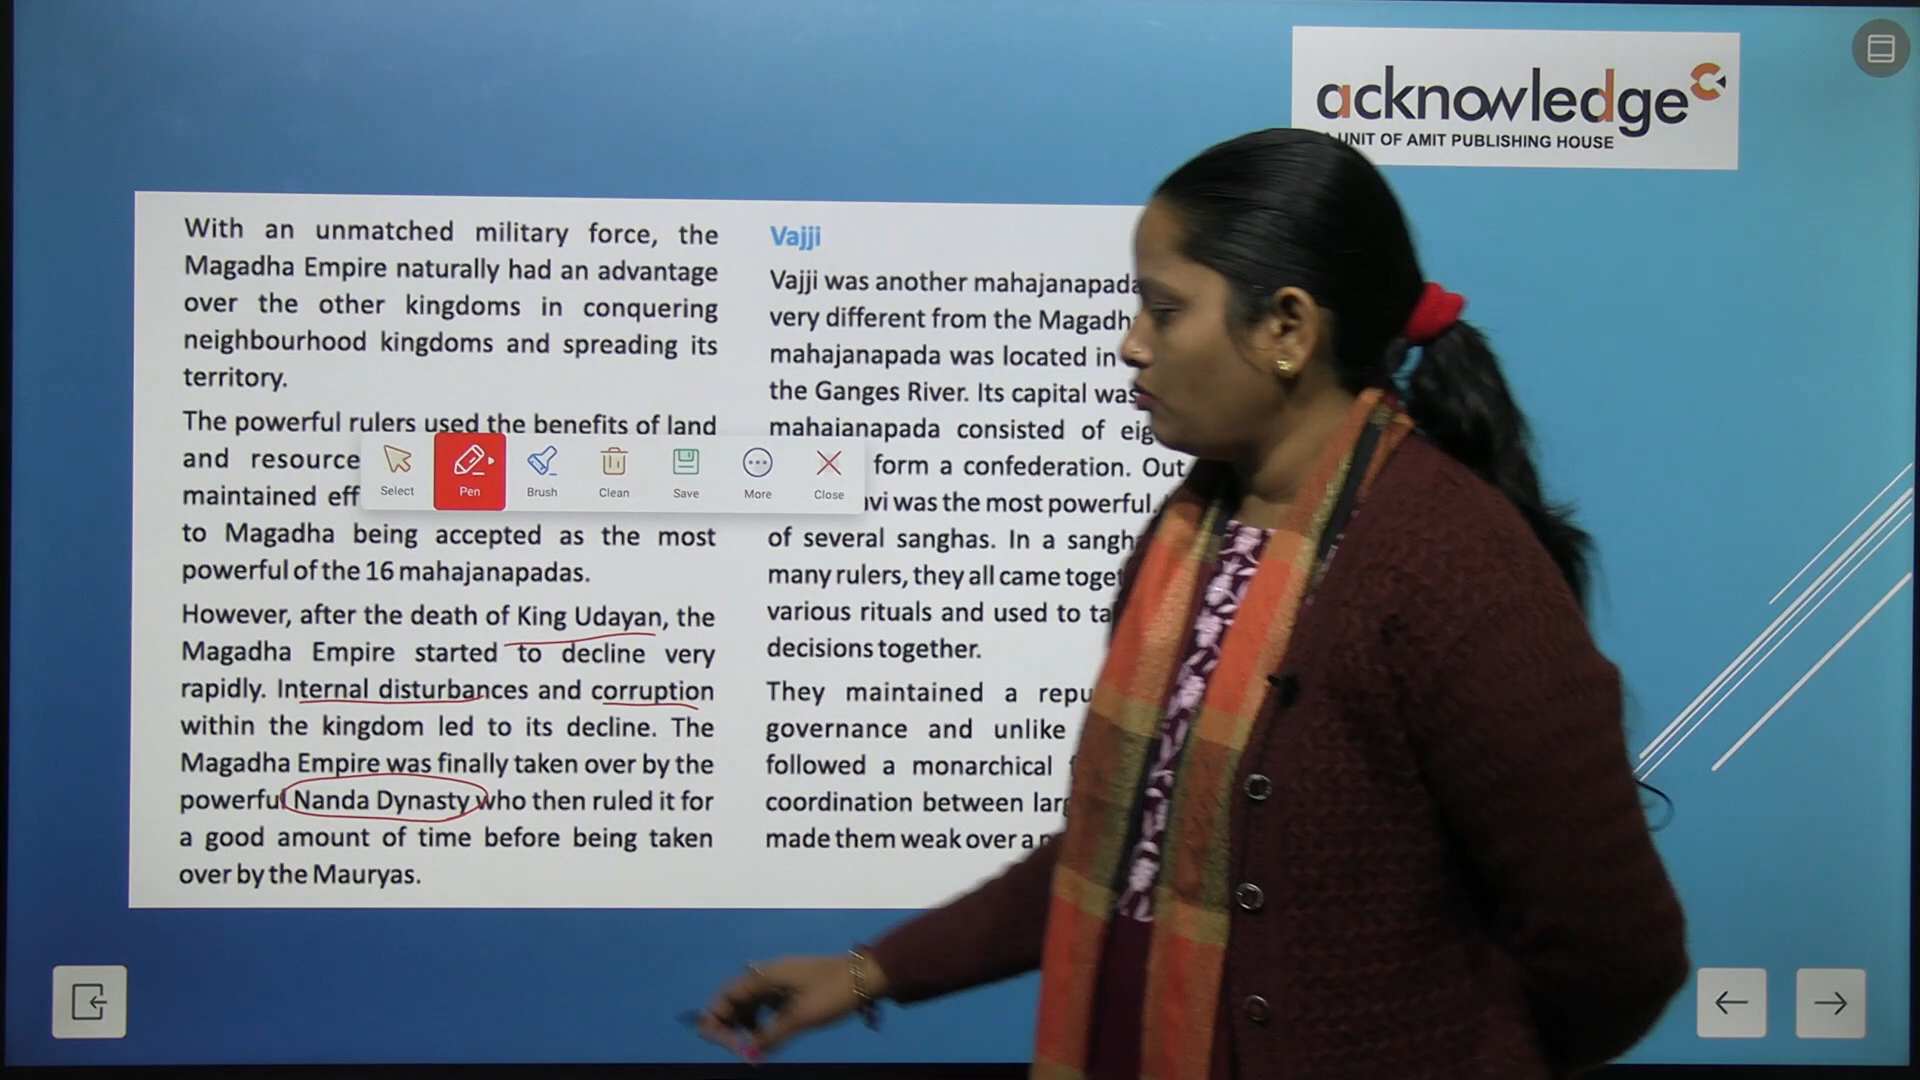 acknowledge
UNIT OF AMIT PUBLISHING HOUSE
With an unmatched military force, the
Magadha Empire naturally had an advantage
over the other kingdoms in conquering
neighbourhood kingdoms and spreading its
territory.
The powerful rulers used the benefits of land
and resource
maintained eff
to Magadha being accepted as the most
powerful of the 16 mahajanapadas.
However, after the death of King Udayan, the
Magadha Empire started to decline very
rapidly. Internal disturbances and corruption
within the kingdom led to its decline. The
Magadha Empire was finally taken over by the
powerful Nanda Dynasty who then ruled it for
a good amount of time before being taken
over by the Mauryas.
Select
Pen
Brush
Clean
Save
More
Close
Vajji
Vajji was another mahajanapada
very different from the Magadh
mahajanapada was located in
the Ganges River. Its capital was
mahajanapada consisted of eig
form a confederation. Out
vi was the most powerful.
of several sanghas. In a sangh
many rulers, they all came toget
various rituals and used to ta
decisions together.
They maintained a repu
governance and unlike
followed a monarchical
coordination between larg
made them weak over a